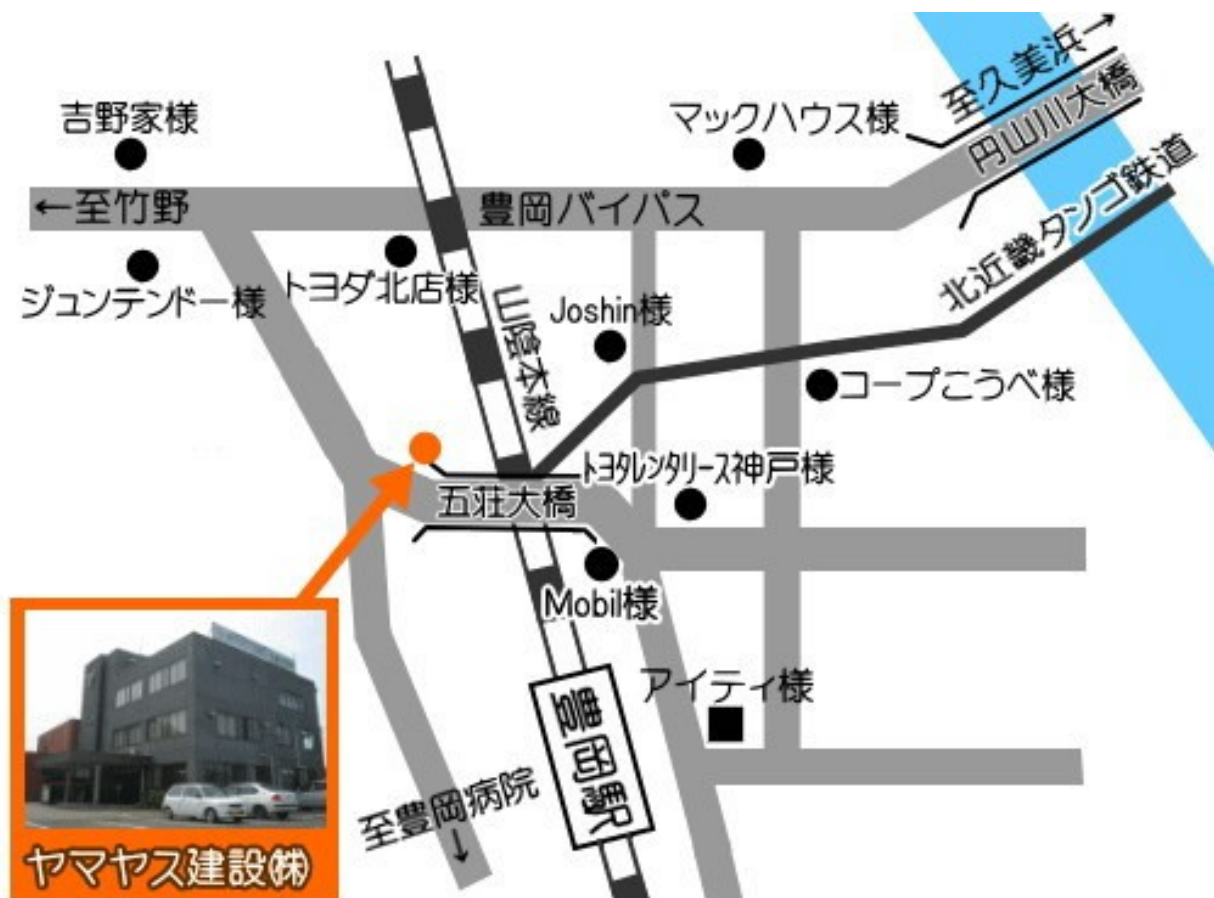 至久美浜→
吉野家様
マックハウス様
円山川大橋
←至竹野
豊岡バイパス
北近畿タンゴ鉄道
トヨダ北店様
ジュンテンドー様
山陰本線
Joshin様
コープこうべ様
トヨタレンタリース神戸様
五荘大橋
Mobil様
アイティ様
豊岡駅
至豊岡病院
↓
ヤマヤス建設㈱